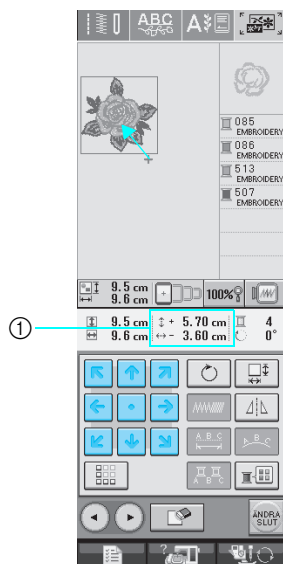 ABC A
085
EMBROIDERY
086
EMBROIDERY
513
EMBROIDERY
507
EMBROIDERY
9.5 cm
9.6 cm
100%
9.5 cm + 5.70 cm 4
9.6 cm - 3.60 cm 0°
1
A B C A B C
A B C
ÄNDRA
SLUT
?